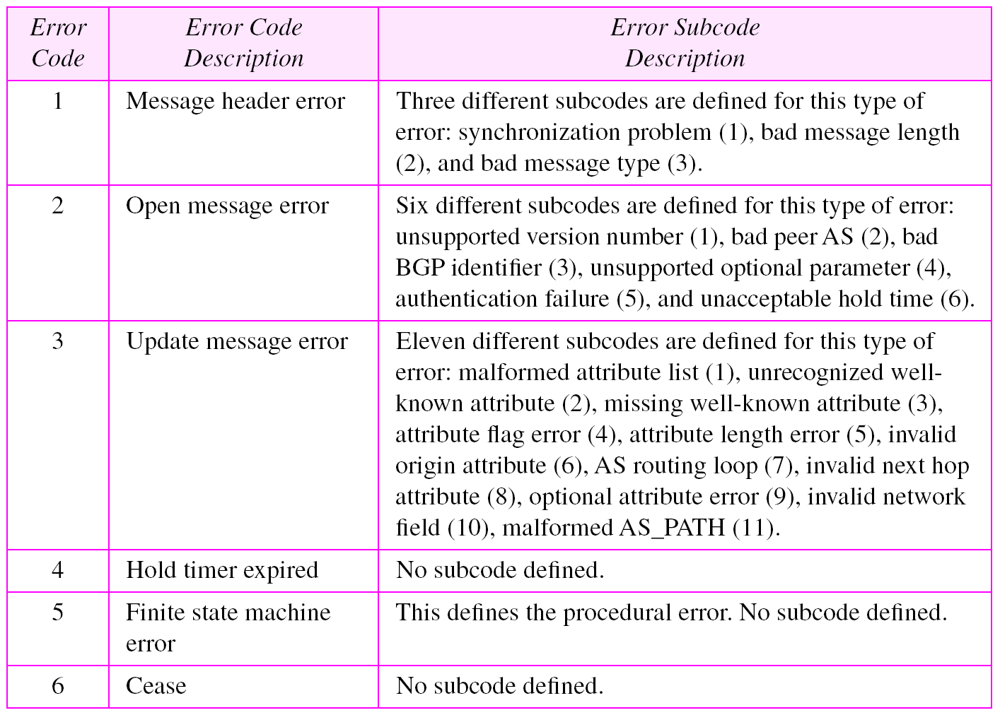 Error Code
Error Code Description
Error Subcode Description
1
Message header error
Three different subcodes are defined for this type of
error: synchronization problem (1), bad message length
(2), and bad message type (3).
2
Open message error
Six different subcodes are defined for this type of error:
unsupported version number (1), bad peer AS (2), bad
BGP identifier (3), unsupported optional parameter (4),
authentication failure (5), and unacceptable hold time (6).
3
Update message error
Eleven different subcodes are defined for this type of
error: malformed attribute list (1), unrecognized well-
known attribute (2), missing well-known attribute (3),
attribute flag error (4), attribute length error (5), invalid
origin attribute (6), AS routing loop (7), invalid next hop
attribute (8), optional attribute error (9), invalid network
field (10), malformed AS_PATH (11).
4
Hold timer expired
No subcode defined.
5
Finite state machine
error
This defines the procedural error. No subcode defined.
6
Cease
No subcode defined.